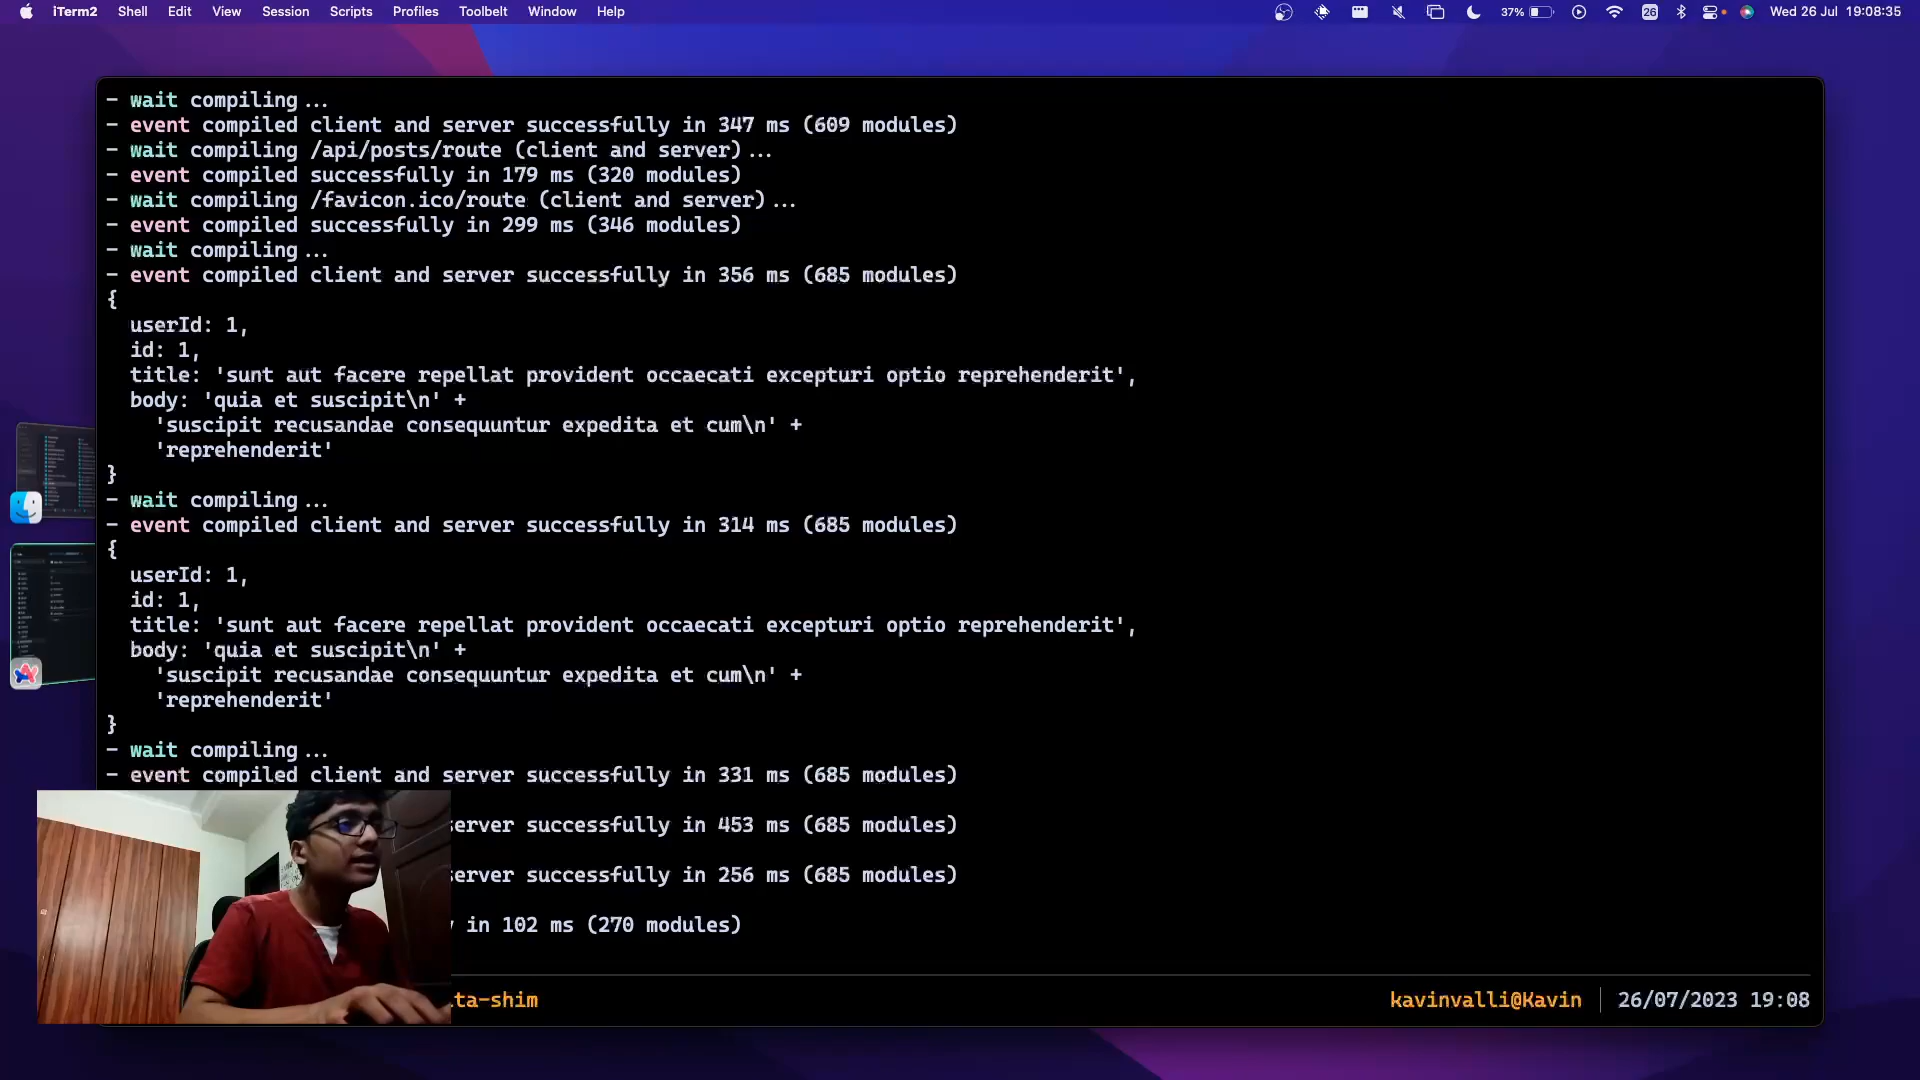 iTerm2 Shell Edit View Session Scripts Profiles Toolbelt Window Help 37% 26 Wed 26 Jul 19:08:35
- wait compiling ...
- event compiled client and server successfully in 347 ms (609 modules)
- wait compiling /api/posts/route (client and server) ...
- event compiled successfully in 179 ms (320 modules)
- wait compiling /favicon.ico/route (client and server) ...
- event compiled successfully in 299 ms (346 modules)
- wait compiling ...
- event compiled client and server successfully in 356 ms (685 modules)
{
userId: 1,
id: 1,
title: 'sunt aut facere repellat provident occaecati excepturi optio reprehenderit',
body: 'quia et suscipit\n' +
'suscipit recusandae consequuntur expedita et cum\n' +
'reprehenderit'
}
- wait compiling ...
- event compiled client and server successfully in 314 ms (685 modules)
{
userId: 1,
id: 1,
title: 'sunt aut facere repellat provident occaecati excepturi optio reprehenderit',
body: 'quia et suscipit\n' +
'suscipit recusandae consequuntur expedita et cum\n' +
'reprehenderit'
}
- wait compiling ...
- event compiled client and server successfully in 331 ms (685 modules)
server successfully in 453 ms (685 modules)
server successfully in 256 ms (685 modules)
in 102 ms (270 modules)
ta-shim kavinvalli@Kavin 26/07/2023 19:08